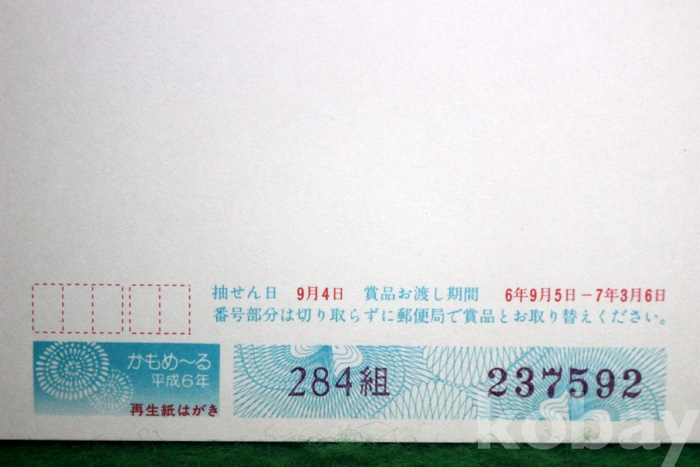 抽せん日 9月4日 賞品お渡し期間 6年9月5日－7年3月6日
番号部分は切り取らずに郵便局で賞品とお取り替えください。
かもめ〜る
平成6年
再生紙はがき
284組 237592
kobay